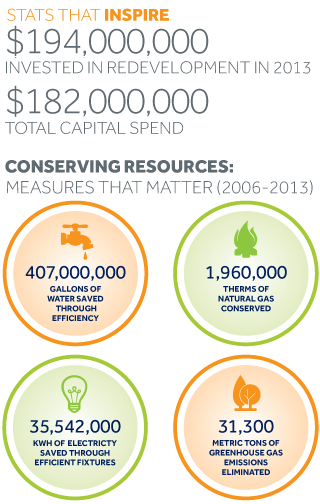 STATS THAT INSPIRE
$194,000,000
INVESTED IN REDEVELOPMENT IN 2013
$182,000,000
TOTAL CAPITAL SPEND
CONSERVING RESOURCES:
MEASURES THAT MATTER (2006-2013)
407,000,000
GALLONS OF
WATER SAVED
THROUGH
EFFICIENCY
1,960,000
THERMS OF
NATURAL GAS
CONSERVED
35,542,000
KWH OF ELECTRICTY
SAVED THROUGH
EFFICIENT FIXTURES
31,300
METRIC TONS OF
GREENHOUSE GAS
EMISSIONS
ELIMINATED